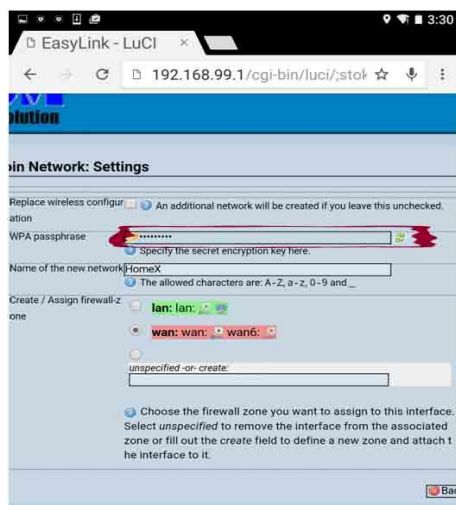 3:30
EasyLink - LuCI ×
192.168.99.1/cgi-bin/luci/;stok
olution
oin Network: Settings
Replace wireless configur
ation
An additional network will be created if you leave this unchecked.
WPA passphrase
•••••••••
Specify the secret encryption key here.
Name of the new network
HomeX
The allowed characters are: A-Z, a-z, 0-9 and _
Create / Assign firewall-z
one
lan: lan:
wan: wan: wan6:
unspecified -or- create:
Choose the firewall zone you want to assign to this interface.
Select unspecified to remove the interface from the associated
zone or fill out the create field to define a new zone and attach t
he interface to it.
Bac